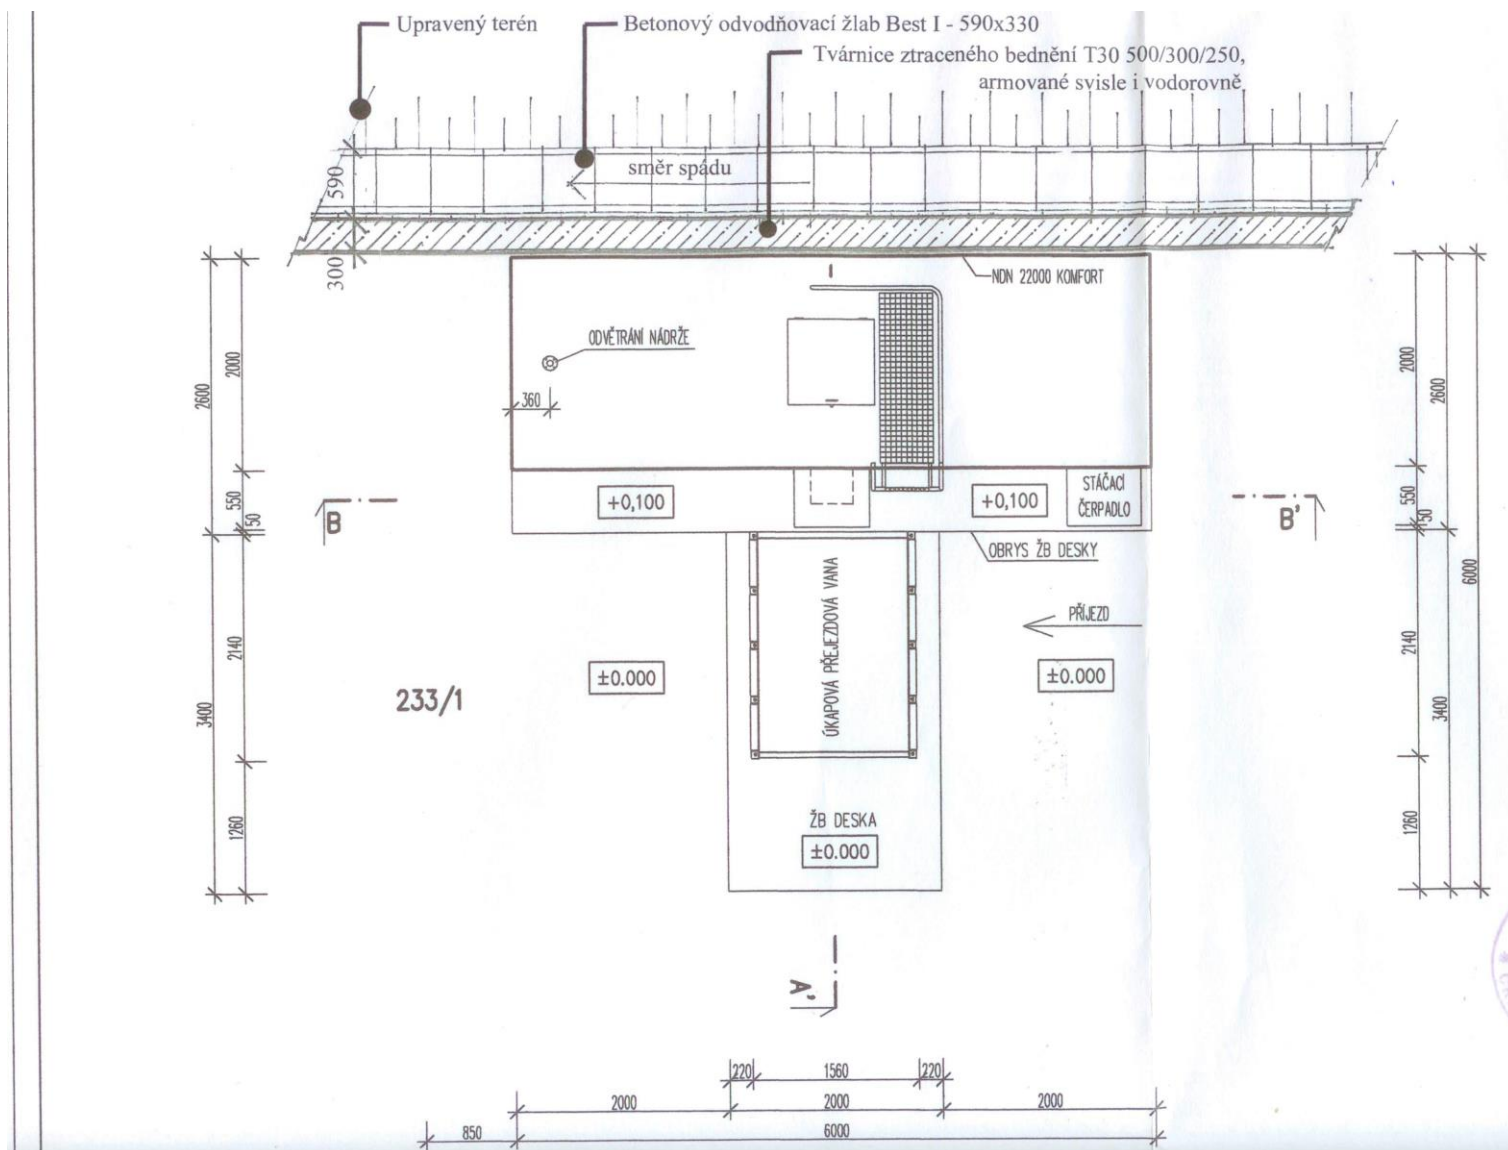 Upravený terén
Betonový odvodňovací žlab Best I - 590x330
Tvárnice ztraceného bednění T30 500/300/250,
armované svisle i vodorovně
směr spádu
590
300
NDN 22000 KOMFORT
ODVĚTRÁNÍ NÁDRŽE
360
2600
2000
2000
2600
+0,100
+0,100
STÁČACÍ
ČERPADLO
550
50
550
50
B
B'
OBRYS ŽB DESKY
6000
ÚKAPOVÁ PŘEJEZDOVÁ VANA
PŘÍJEZD
2140
2140
±0.000
±0.000
233/1
3400
3400
1260
1260
ŽB DESKA
±0.000
A'
220
1560
220
2000
2000
2000
850
6000